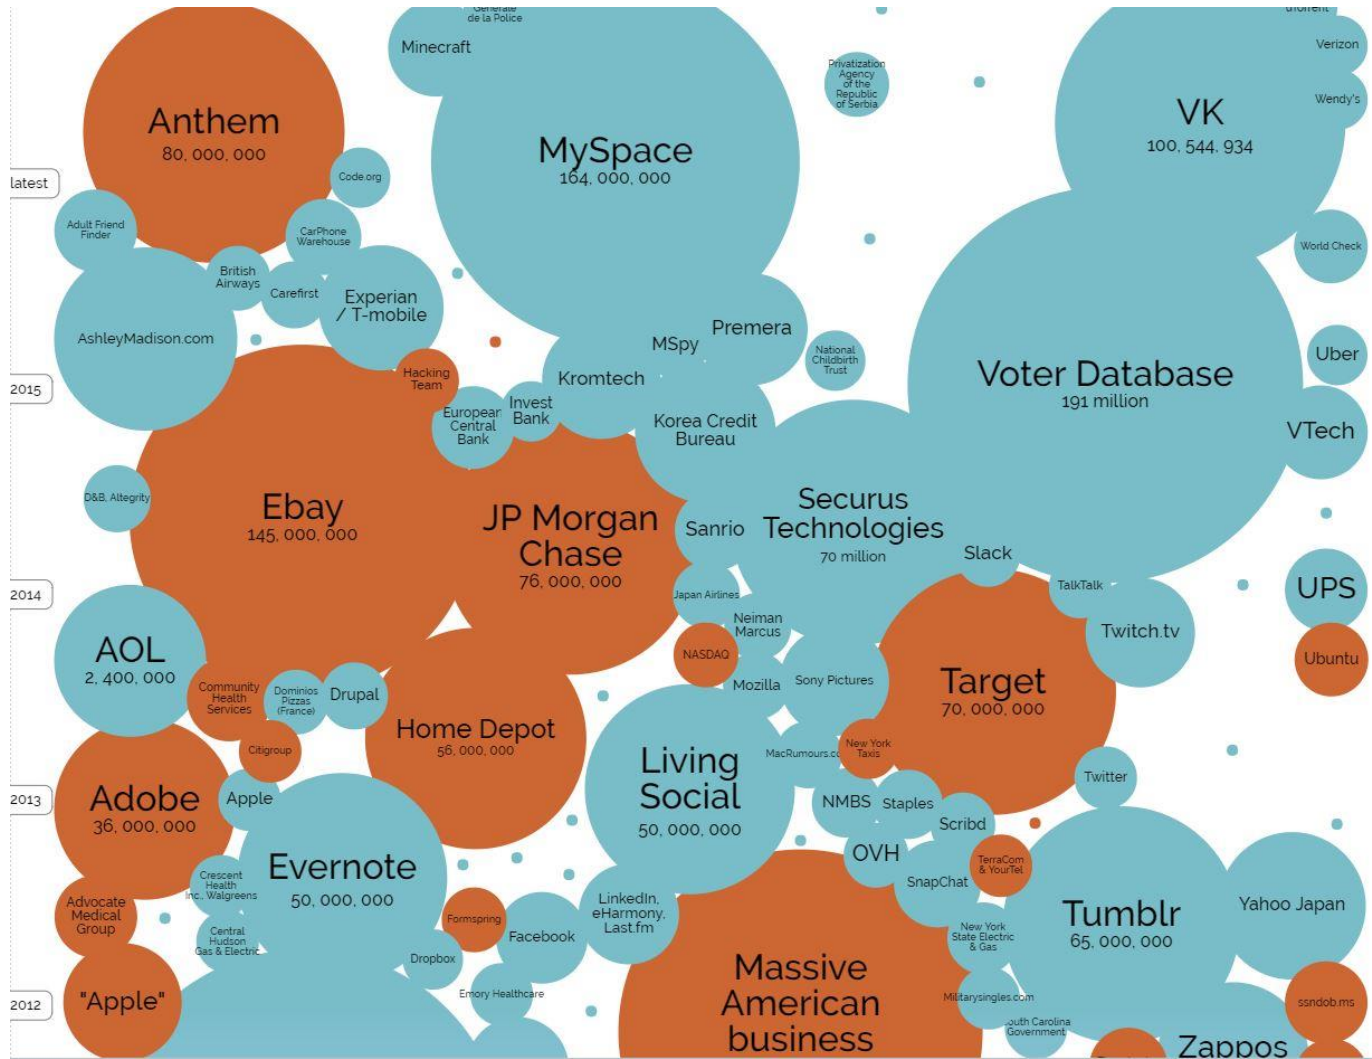 Generale
de la Police
Minecraft
Verizon
Privatization
Agency
of the
Republic
of Serbia
Wendy's
Anthem
80, 000, 000
VK
100, 544, 934
MySpace
164, 000, 000
latest
Code.org
Adult Friend
Finder
CarPhone
Warehouse
World Check
British
Airways
Carefirst
Experian
/ T-mobile
AshleyMadison.com
MSpy
Premera
National
Childbirth
Trust
Uber
2015
Hacking
Team
Kromtech
Voter Database
191 million
European
Central
Bank
Invest
Bank
Korea Credit
Bureau
VTech
D&B, Altegrity
Ebay
145, 000, 000
JP Morgan
Chase
76, 000, 000
Sanrio
Securus
Technologies
70 million
Slack
2014
Japan Airlines
TalkTalk
UPS
Neiman
Marcus
Twitch.tv
AOL
2, 400, 000
NASDAQ
Ubuntu
Community
Health
Services
Dominios
Pizzas
(France)
Drupal
Mozilla
Sony Pictures
Target
70, 000, 000
Home Depot
56, 000, 000
Citigroup
MacRumours.co
New York
Taxis
Living
Social
50, 000, 000
Twitter
2013
Adobe
36, 000, 000
Apple
NMBS
Staples
Scribd
OVH
Evernote
50, 000, 000
TerraCom
& YourTel
SnapChat
Crescent
Health
Inc., Walgreens
Advocate
Medical
Group
Formspring
LinkedIn,
eHarmony,
Last.fm
Tumblr
65, 000, 000
Yahoo Japan
Central
Hudson
Gas & Electric
Facebook
New York
State Electric
& Gas
Dropbox
Massive
American
business
2012
"Apple"
Emory Healthcare
Militarysingles.com
ssndob.ms
outh Carolina
Government
Zappos